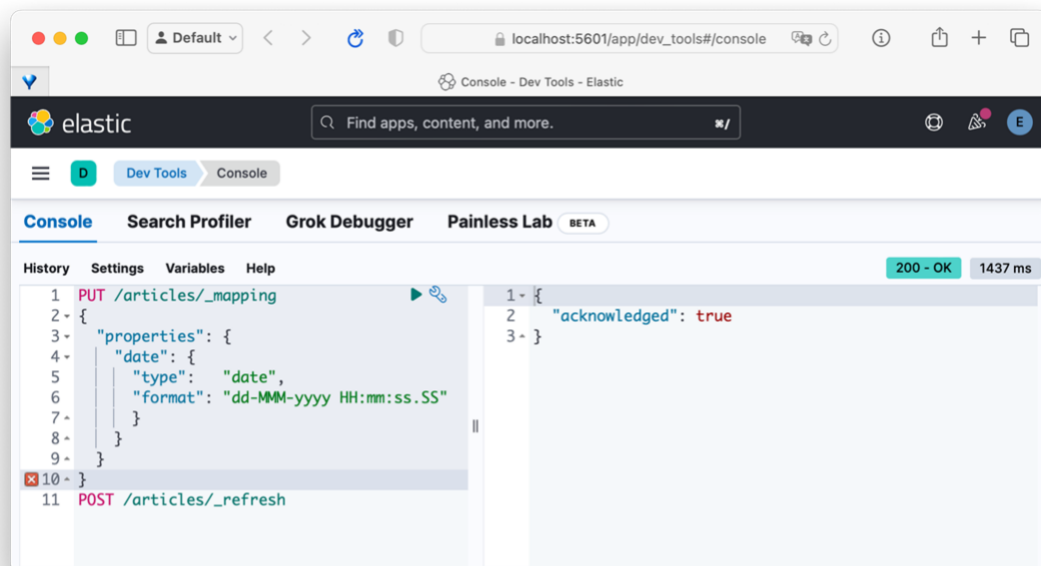 Default
localhost:5601/app/dev_tools#/console
Console - Dev Tools - Elastic
elastic
Find apps, content, and more.
⌘/
E
D
Dev Tools
Console
Console
Search Profiler
Grok Debugger
Painless Lab
BETA
History
Settings
Variables
Help
200 - OK
1437 ms
1 PUT /articles/_mapping
2 {
3 "properties": {
4 "date": {
5 "type": "date",
6 "format": "dd-MMM-yyyy HH:mm:ss.SS"
7 }
8 }
9 }
10 }
11 POST /articles/_refresh
1 {
2 "acknowledged": true
3 }